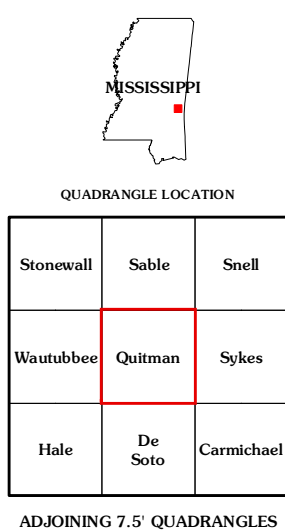 MISSISSIPPI
QUADRANGLE LOCATION
Stonewall Sable Snell
Wautubbee Quitman Sykes
Hale De Soto Carmichael
ADJOINING 7.5' QUADRANGLES